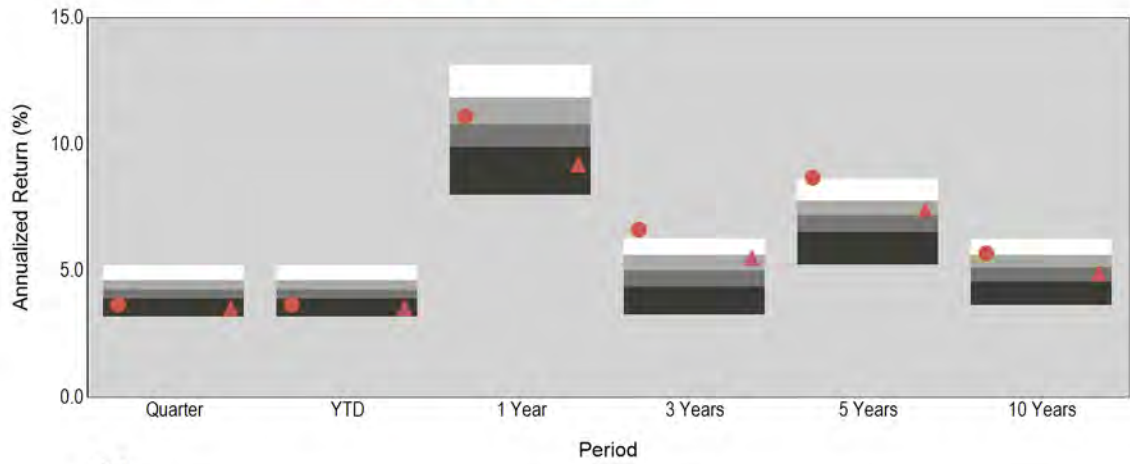 Annualized Return (%)
15.0
10.0
5.0
0.0
Quarter YTD 1 Year 3 Years 5 Years 10 Years
Period